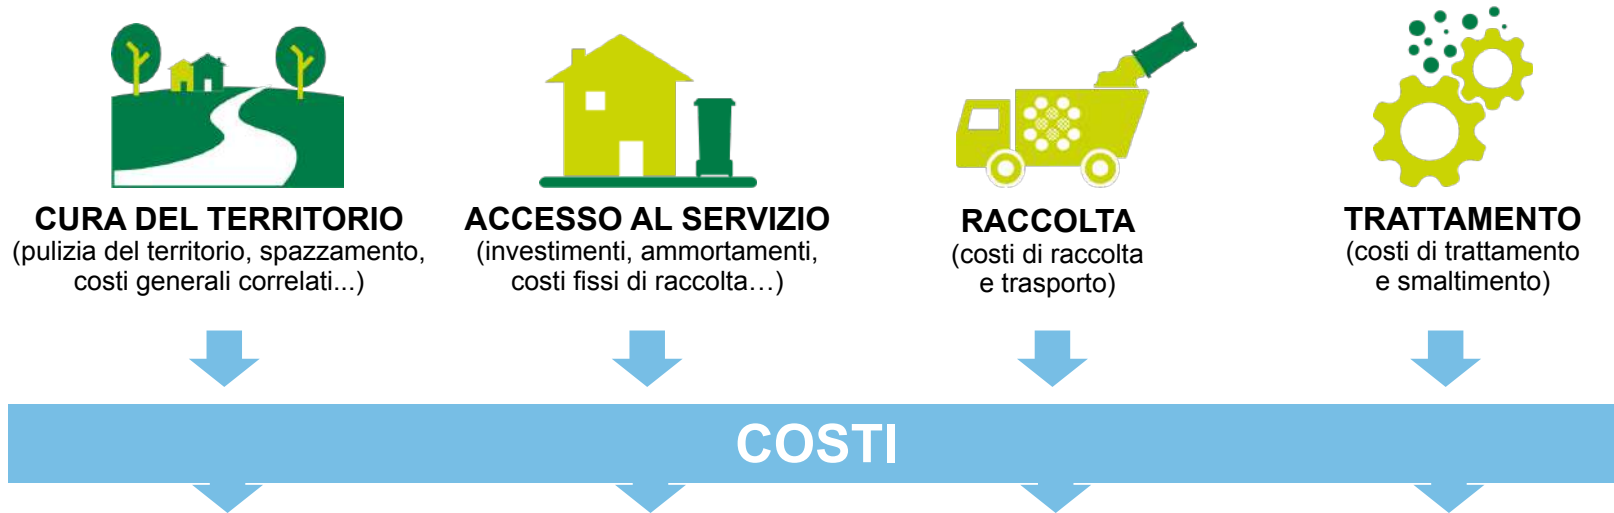 CURA DEL TERRITORIO
(pulizia del territorio, spazzamento,
costi generali correlati...)
ACCESSO AL SERVIZIO
(investimenti, ammortamenti,
costi fissi di raccolta…)
RACCOLTA
(costi di raccolta
e trasporto)
TRATTAMENTO
(costi di trattamento
e smaltimento)
COSTI